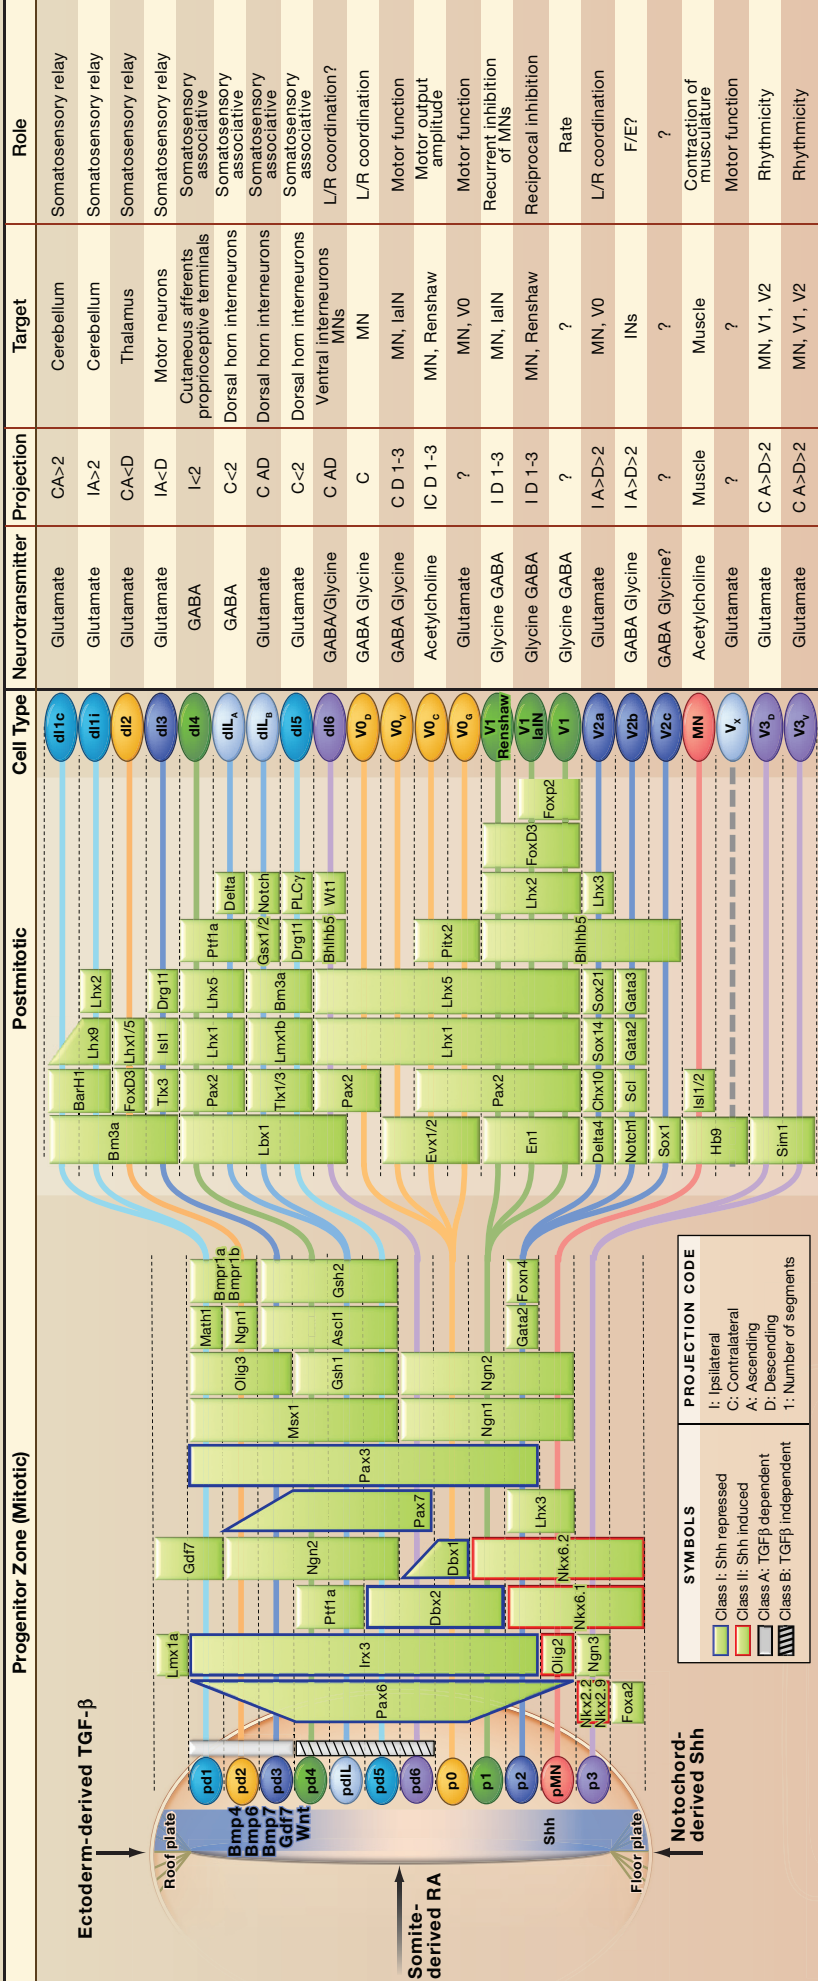 Progenitor Zone (Mitotic)
Postmitotic
Cell Type
Neurotransmitter
Projection
Target
Role
Ectoderm-derived TGF-β
Somite-
derived RA
Notochord-
derived Shh
Roof plate
Floor plate
Bmp4
Bmp6
Bmp7
Gdf7
Wnt
Shh
pd1
pd2
pd3
pd4
pdIL
pd5
pd6
p0
p1
p2
pMN
p3
Pax6
Nkx2.2
Nkx2.9
Foxa2
Lmx1a
Irx3
Olig2
Ngn3
Ptf1a
Dbx2
Nkx6.1
Gdf7
Ngn2
Dbx1
Nkx6.2
Pax7
Lhx3
Pax3
Msx1
Ngn1
Olig3
Gsh1
Ngn2
Math1
Ngn1
Ascl1
Gata2
Bmpr1a
Bmpr1b
Gsh2
Foxn4
Bm3a
Lbx1
Evx1/2
En1
Delta4
Notch1
Sox1
Hb9
Sim1
BarH1
FoxD3
Tlx3
Pax2
Tlx1/3
Pax2
Pax2
Chx10
Scl
Isl1/2
Lhx9
Lhx1/5
Isl1
Lhx1
Lmx1b
Lhx1
Sox14
Gata2
Lhx2
Drg11
Lhx5
Bm3a
Lhx5
Sox21
Gata3
Ptf1a
Gsx1/2
Drg11
Bhlhb5
Pitx2
Bhlhb5
Delta
Notch
PLCγ
Wt1
Lhx2
Lhx3
FoxD3
Foxp2
dI1c Glutamate CA>2 Cerebellum Somatosensory relay
dI1i Glutamate IA>2 Cerebellum Somatosensory relay
dI2 Glutamate CA<D Thalamus Somatosensory relay
dI3 Glutamate IA<D Motor neurons Somatosensory relay
dI4 GABA I<2 Cutaneous afferents
proprioceptive terminals Somatosensory
associative
dIL A GABA C<2 Dorsal horn interneurons Somatosensory
associative
dIL B Glutamate C AD Dorsal horn interneurons Somatosensory
associative
dI5 Glutamate C<2 Dorsal horn interneurons Somatosensory
associative
dI6 GABA/Glycine C AD Ventral interneurons
MNs L/R coordination?
V0 D GABA Glycine C MN L/R coordination
V0 V GABA Glycine C D 1-3 MN, IaIN Motor function
V0 C Acetylcholine IC D 1-3 MN, Renshaw Motor output
amplitude
V0 G Glutamate ? MN, V0 Motor function
V1
Renshaw Glycine GABA I D 1-3 MN, IaIN Recurrent inhibition
of MNs
V1
IaIN Glycine GABA I D 1-3 MN, Renshaw Reciprocal inhibition
V1 Glycine GABA ? ? Rate
V2a Glutamate I A>D>2 MN, V0 L/R coordination
V2b GABA Glycine I A>D>2 INs F/E?
V2c GABA Glycine? ? ? ?
MN Acetylcholine Muscle Muscle Contraction of
musculature
V X Glutamate ? ? Motor function
V3 D Glutamate C A>D>2 MN, V1, V2 Rhythmicity
V3 V Glutamate C A>D>2 MN, V1, V2 Rhythmicity
SYMBOLS
Class I: Shh repressed
Class II: Shh induced
Class A: TGFβ dependent
Class B: TGFβ independent
PROJECTION CODE
I: Ipsilateral
C: Contralateral
A: Ascending
D: Descending
1: Number of segments